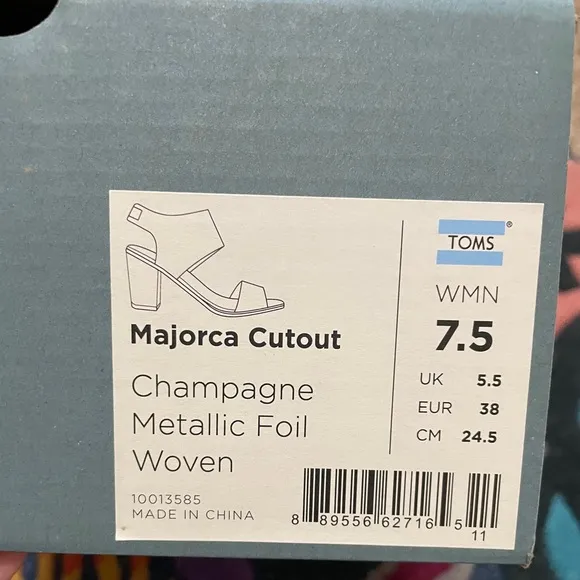 Majorca Cutout
Champagne
Metallic Foil
Woven
10013585
MADE IN CHINA
TOMS®
WMN
7.5
UK 5.5
EUR 38
CM 24.5
8 89556 62716 5
11